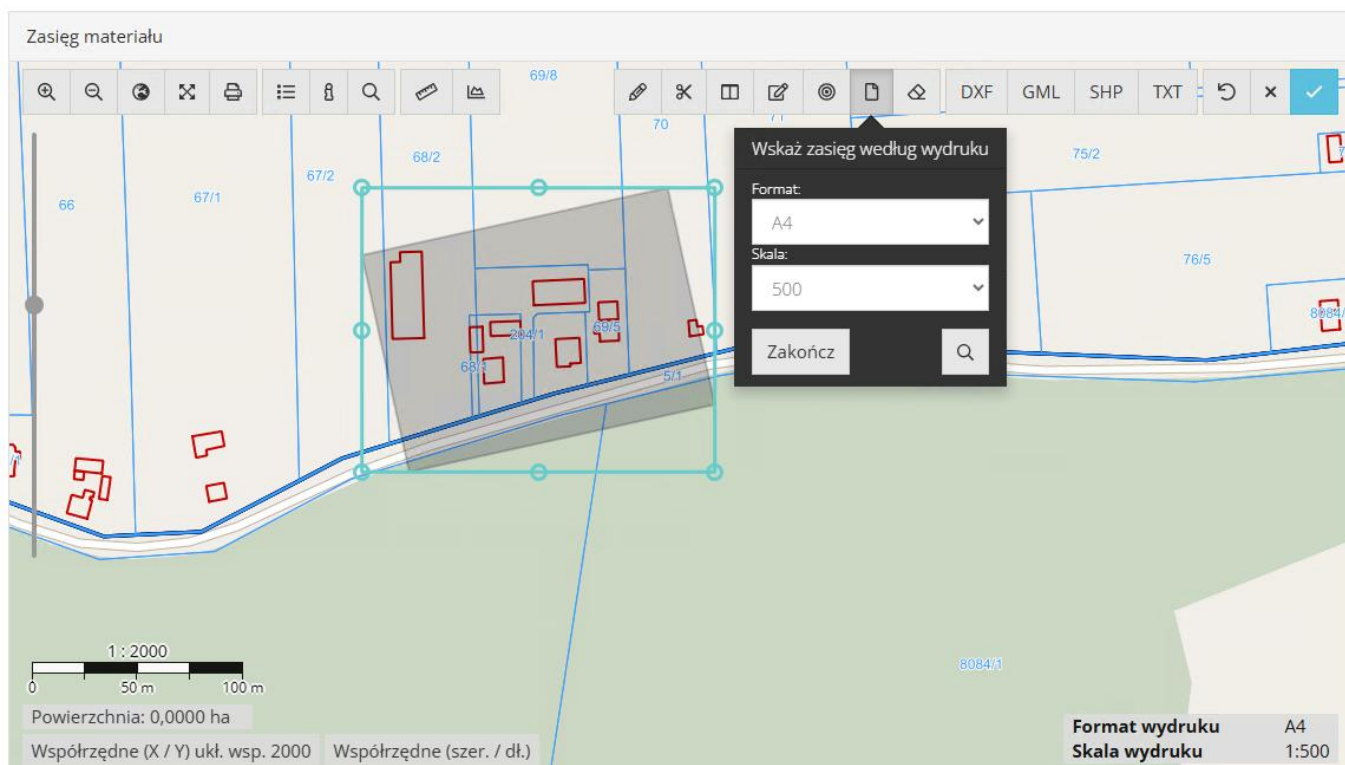 Zasięg materiału
DXF GML SHP TXT
69/8
70
71
Wskaż zasięg według wydruku
Format:
A4
Skala:
500
Zakończ
66
67/1
67/2
68/2
75/2
76/5
204/1
69/5
68/1
5/1
8084/
8084/1
1 : 2000
0 50 m 100 m
Powierzchnia: 0,0000 ha
Współrzędne (X / Y) ukł. wsp. 2000 Współrzędne (szer. / dł.)
Format wydruku A4
Skala wydruku 1:500